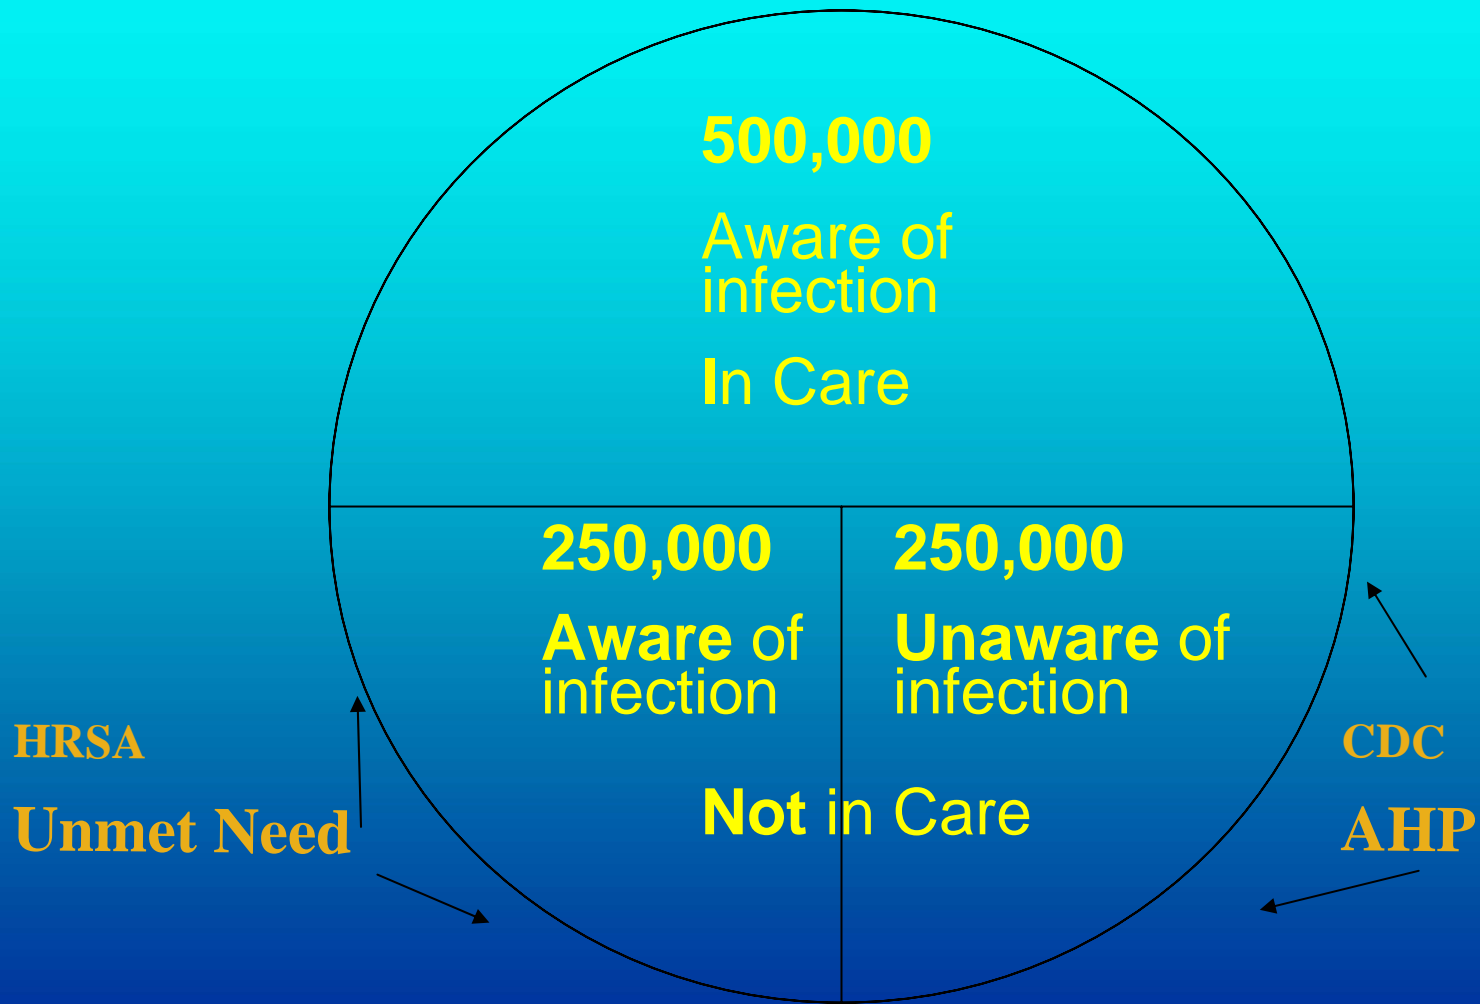 500,000
Aware of
infection
In Care
250,000
Aware of
infection
250,000
Unaware of
infection
Not in Care
HRSA
Unmet Need
CDC
AHP